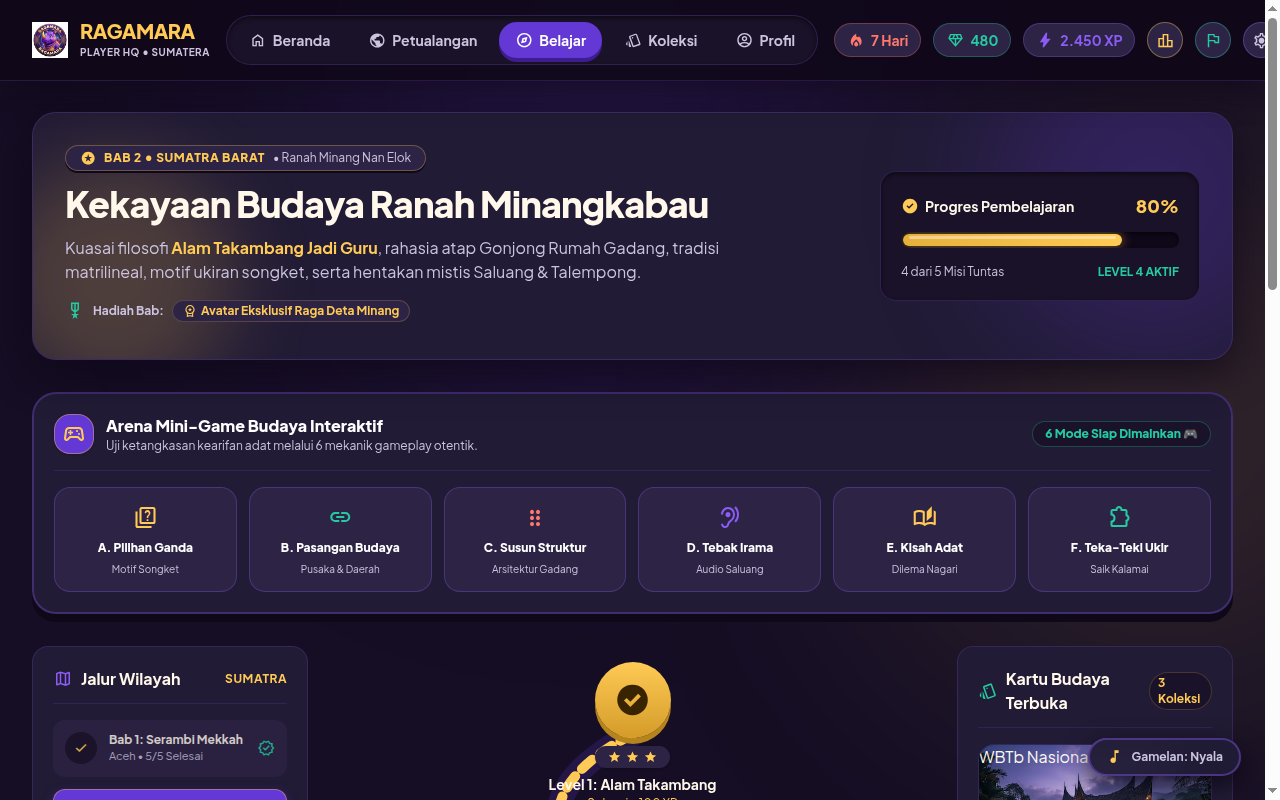 RAGAMARA
PLAYER HQ • SUMATERA
Beranda
Petualangan
Belajar
Koleksi
Profil
7 Hari
480
2.450 XP
BAB 2 • SUMATRA BARAT • Ranah Minang Nan Elok
Kekayaan Budaya Ranah Minangkabau
Kuasai filosofi Alam Takambang Jadi Guru, rahasia atap Gonjong Rumah Gadang, tradisi
matrilineal, motif ukiran songket, serta hentakan mistis Saluang & Talempong.
Hadiah Bab: Avatar Eksklusif Raga Deta Minang
Progres Pembelajaran 80%
4 dari 5 Misi Tuntas LEVEL 4 AKTIF
Arena Mini-Game Budaya Interaktif
Uji ketangkasan kearifan adat melalui 6 mekanik gameplay otentik.
6 Mode Siap Dimainkan 🎮
A. Pilihan Ganda
Motif Songket
B. Pasangan Budaya
Pusaka & Daerah
C. Susun Struktur
Arsitektur Gadang
D. Tebak Irama
Audio Saluang
E. Kisah Adat
Dilema Nagari
F. Teka-Teki Ukir
Saik Kalamai
Jalur Wilayah SUMATRA
Bab 1: Serambi Mekkah
Aceh • 5/5 Selesai
Level 1: Alam Takambang
Kartu Budaya
Terbuka
3
Koleksi
WBTb Nasiona
Gamelan: Nyala